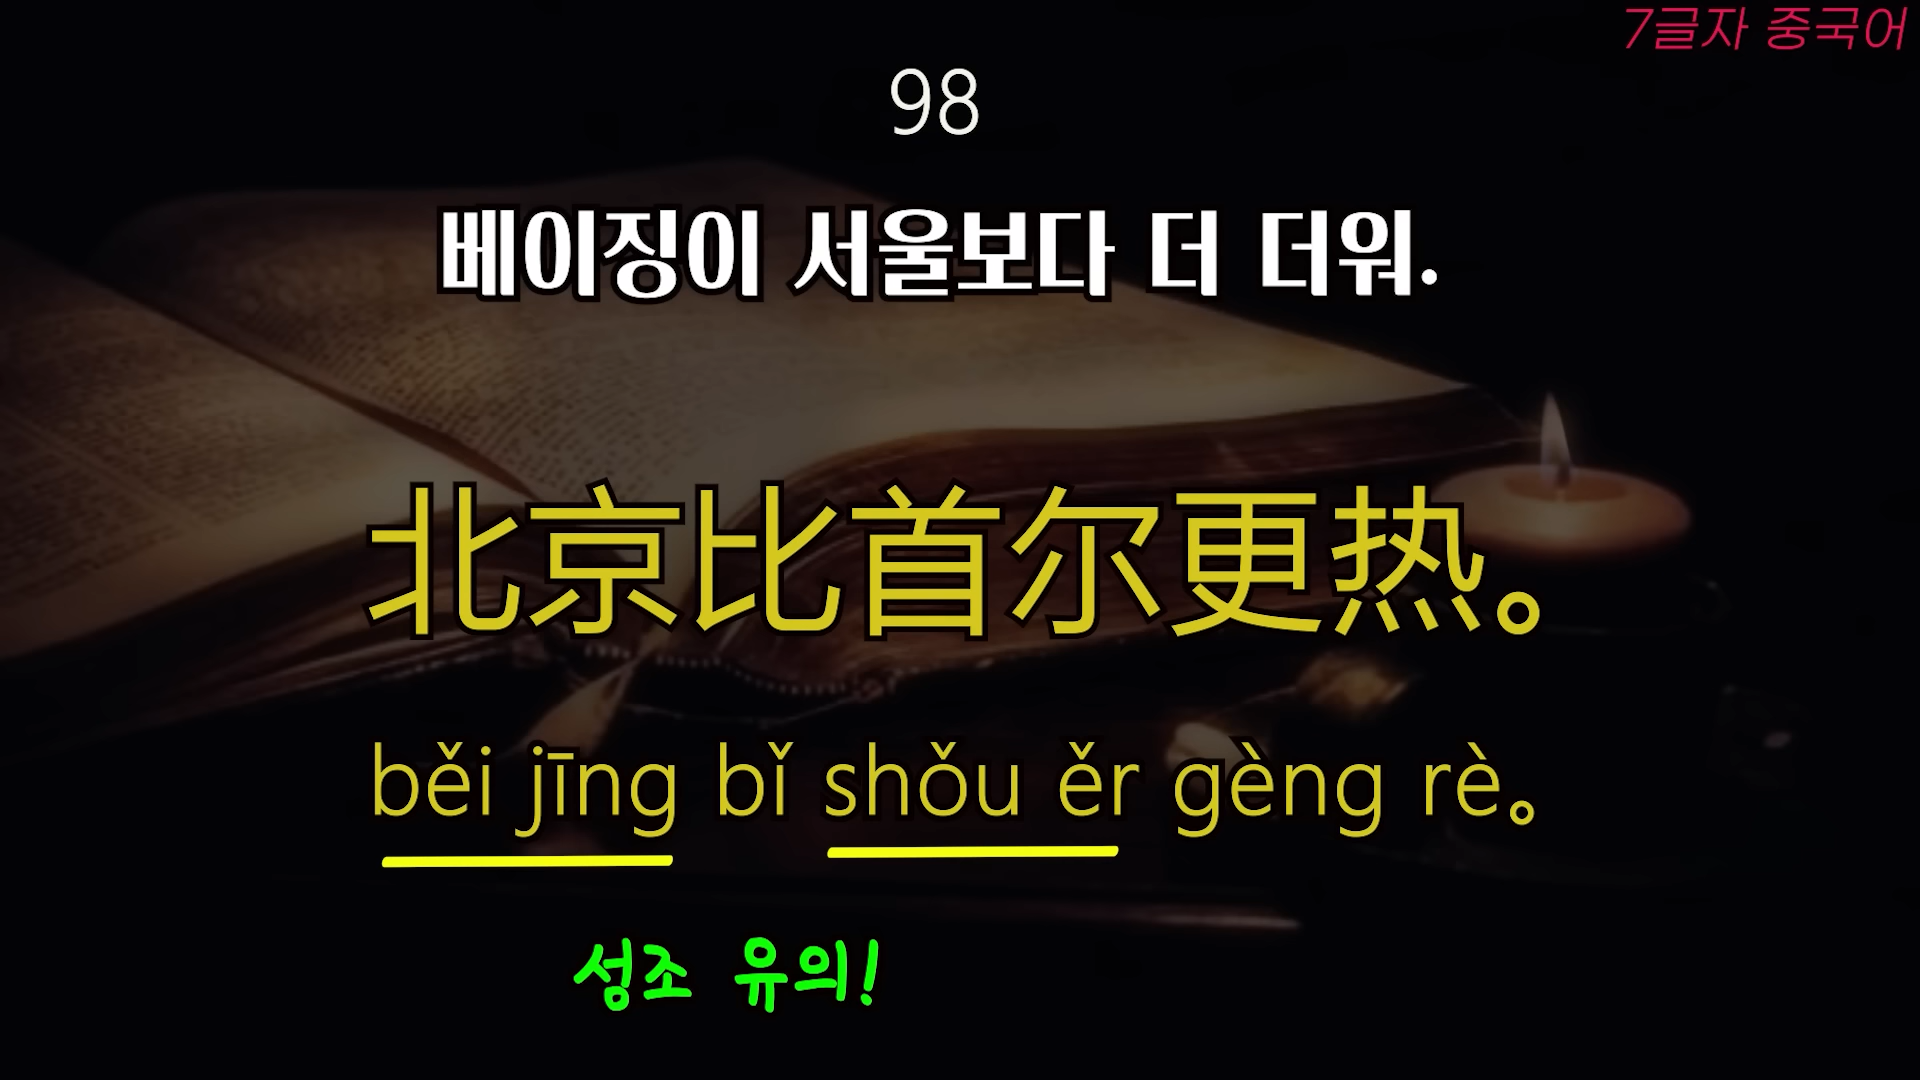 7글자 중국어
98
베이징이 서울보다 더 더워.
北京比首尔更热。
běi jīng bǐ shǒu ěr gèng rè。
성조 유의!